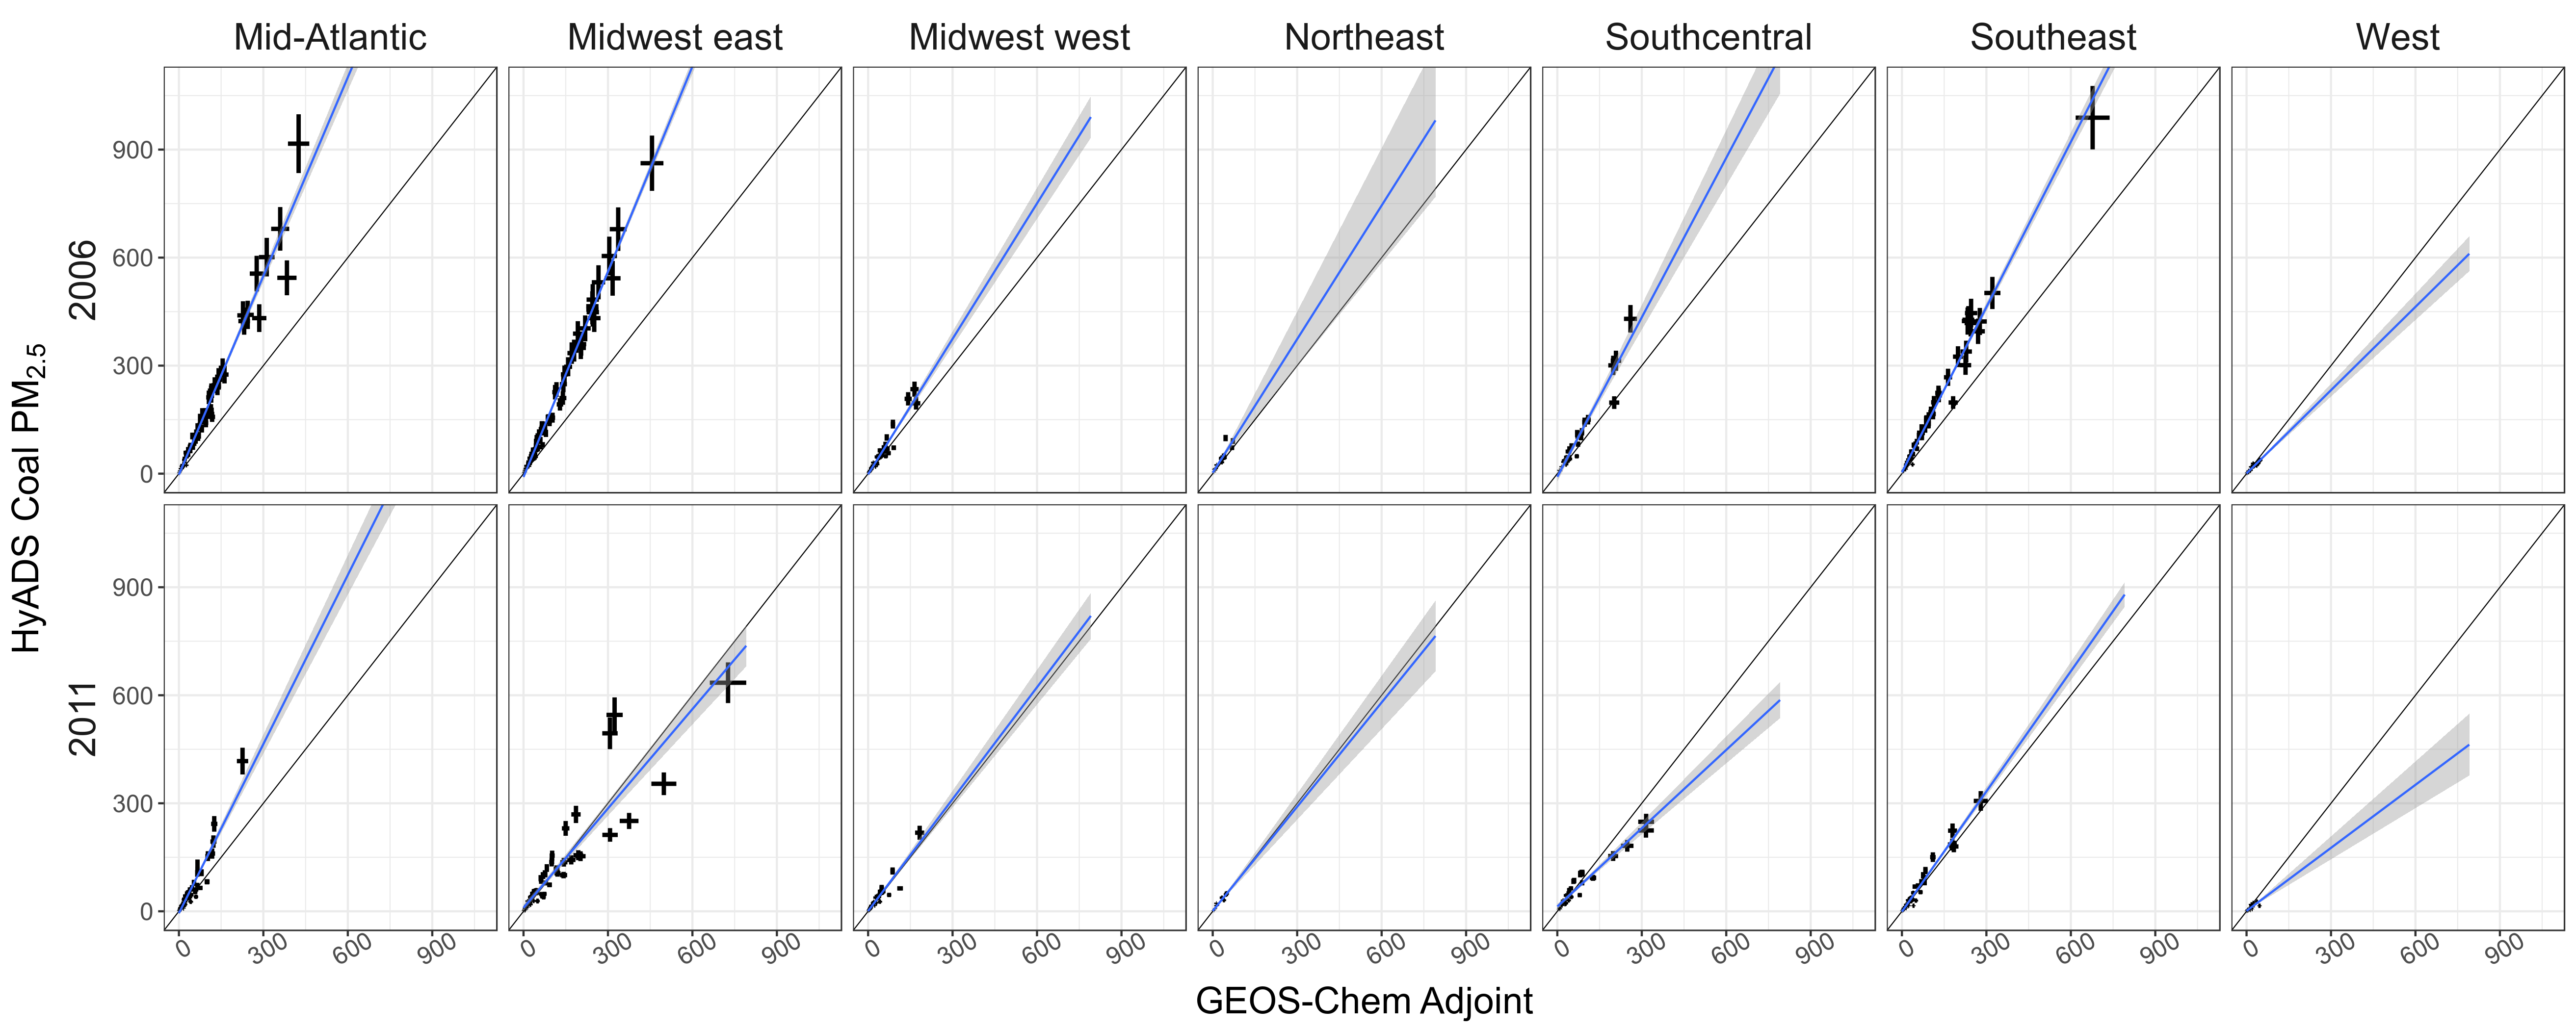 Mid-Atlantic Midwest east Midwest west Northeast Southcentral Southeast West
HyADS Coal PM2.5
2006
900
600
300
0
2011
900
600
300
0
0 300 600 900 0 300 600 900 0 300 600 900 0 300 600 900 0 300 600 900 0 300 600 900 0 300 600 900
GEOS-Chem Adjoint